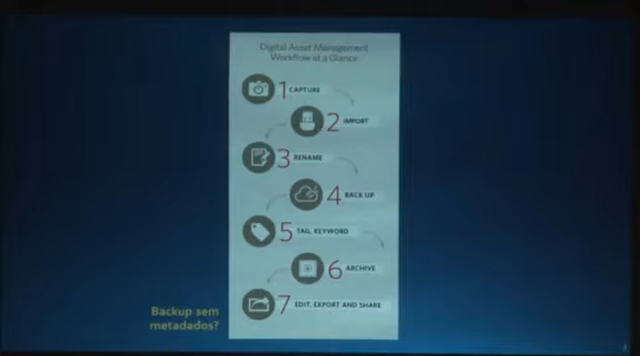 Digital Asset Management
Workflow at a Glance
1 CAPTURE
2 IMPORT
3 RENAME
4 BACK UP
5 TAG, KEYWORD
6 ARCHIVE
7 EDIT, EXPORT AND SHARE
Backup sem
metadados?